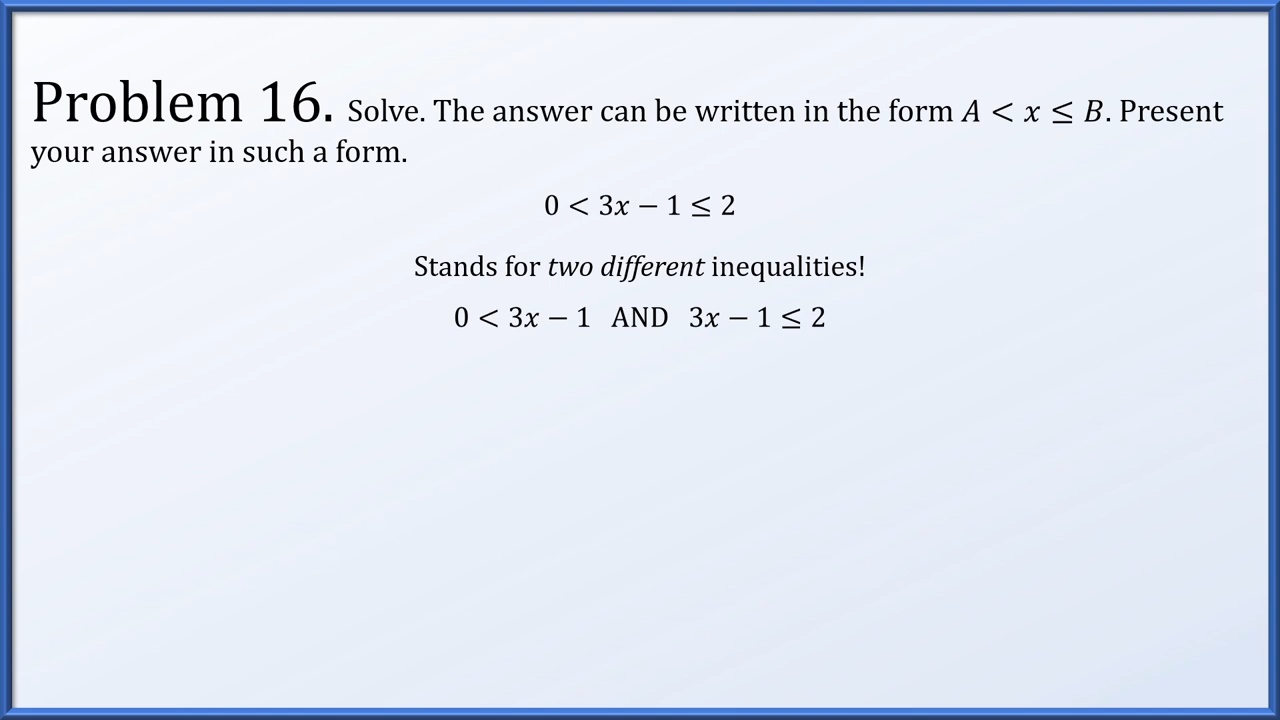 Problem 16. Solve. The answer can be written in the form A < x ≤ B. Present
your answer in such a form.
0 < 3x − 1 ≤ 2
Stands for two different inequalities!
0 < 3x − 1 AND 3x − 1 ≤ 2